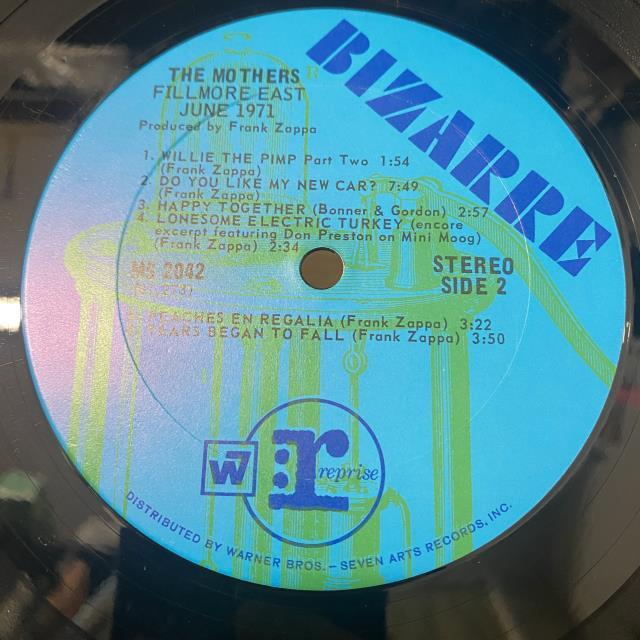 BIZARRE
THE MOTHERS
FILLMORE EAST
JUNE 1971
Produced by Frank Zappa
1. WILLIE THE PIMP Part Two 1:54
(Frank Zappa)
2. DO YOU LIKE MY NEW CAR? 7:49
(Frank Zappa)
3. HAPPY TOGETHER (Bonner & Gordon) 2:57
4. LONESOME ELECTRIC TURKEY (encore
excerpt featuring Don Preston on Mini Moog)
(Frank Zappa) 2:34
MS 2042
STEREO
SIDE 2
PEACHES EN REGALIA (Frank Zappa) 3:22
TEARS BEGAN TO FALL (Frank Zappa) 3:50
W7
r
reprise
DISTRIBUTED BY WARNER BROS. – SEVEN ARTS RECORDS, INC.